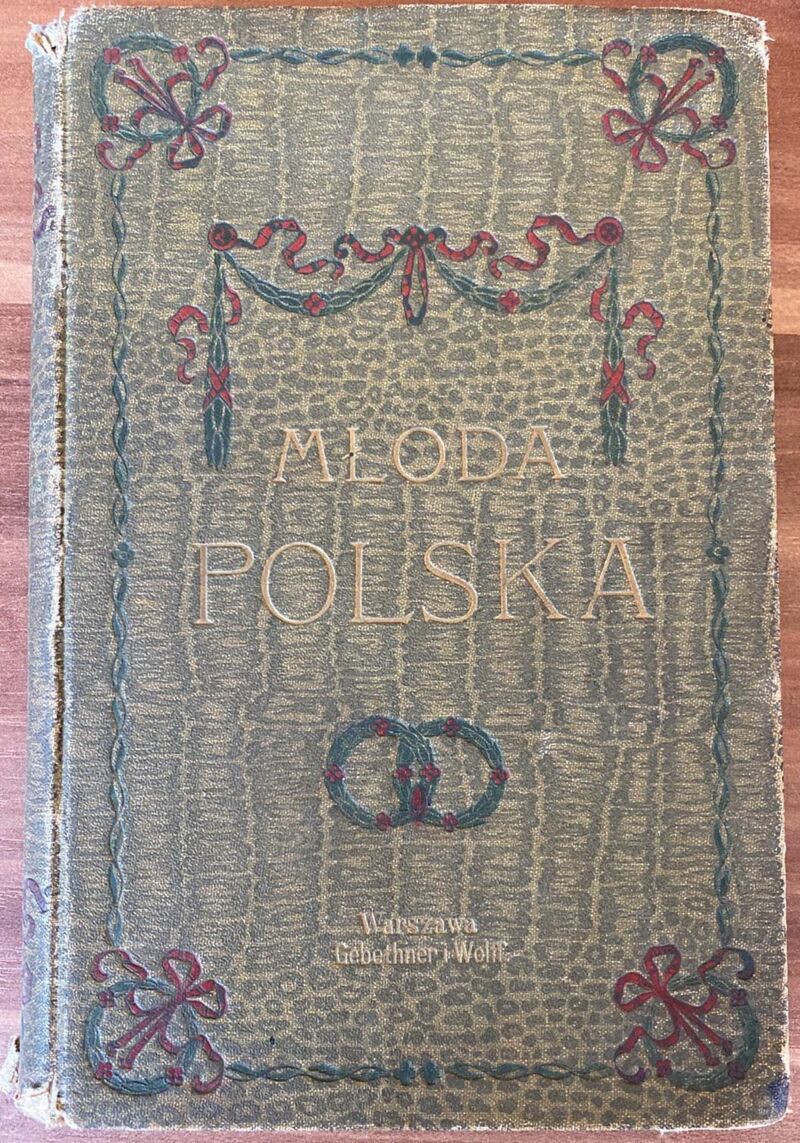 MŁODA
POLSKA
Warszawa
Gebethner i Wolff